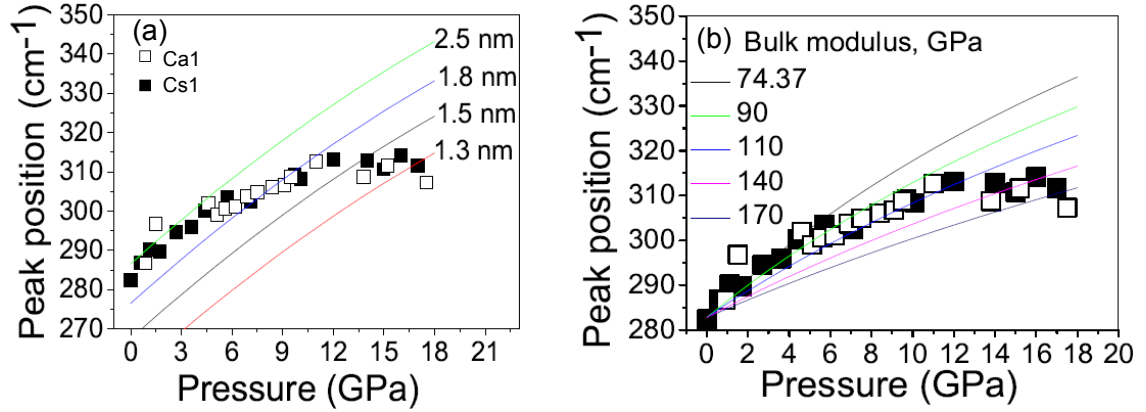 (a)
Ca1
Cs1
2.5 nm
1.8 nm
1.5 nm
1.3 nm
350
340
330
320
310
300
290
280
270
0 3 6 9 12 15 18 21
Peak position (cm⁻¹)
Pressure (GPa)
(b) Bulk modulus, GPa
74.37
90
110
140
170
350
340
330
320
310
300
290
280
0 2 4 6 8 10 12 14 16 18 20
Peak position (cm⁻¹)
Pressure (GPa)